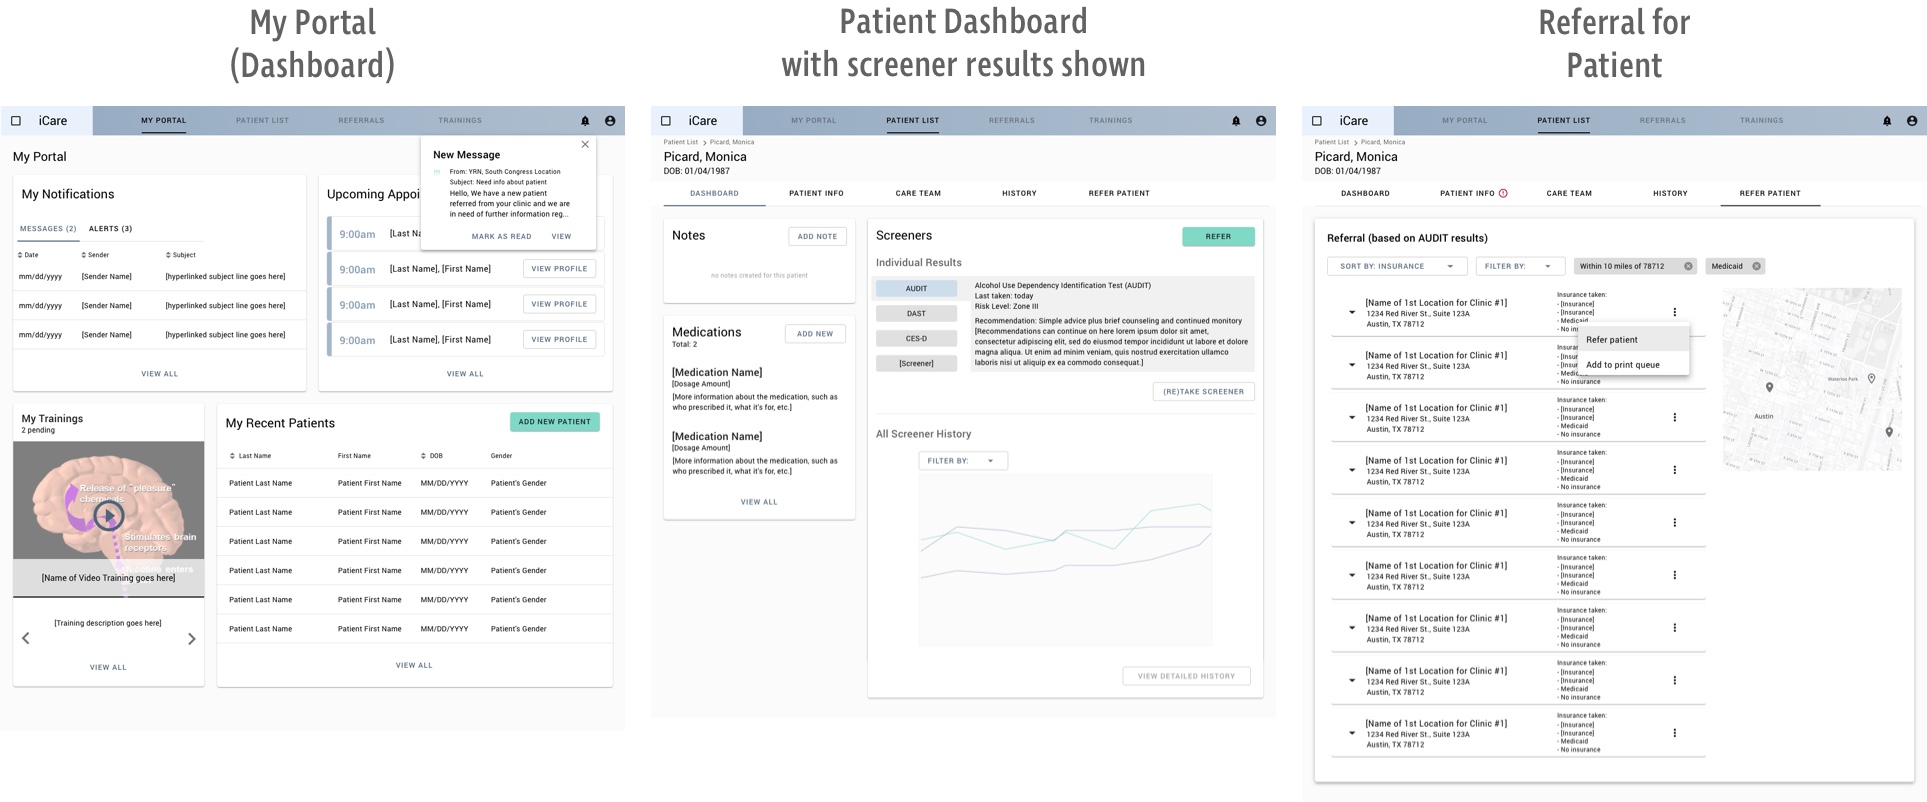 My Portal
(Dashboard)
iCare
MY PORTAL
PATIENT LIST
REFERRALS
TRAININGS
My Portal
My Notifications
MESSAGES (2)
ALERTS (3)
Date
Sender
Subject
mm/dd/yyyy
[Sender Name]
[hyperlinked subject line goes here]
mm/dd/yyyy
[Sender Name]
[hyperlinked subject line goes here]
mm/dd/yyyy
[Sender Name]
[hyperlinked subject line goes here]
VIEW ALL
Upcoming Appoi
New Message
From: YRN, South Congress Location
Subject: Need info about patient
Hello, We have a new patient
referred from your clinic and we are
in need of further information reg...
MARK AS READ
VIEW
9:00am
[Last Na
9:00am
[Last Name], [First Name]
VIEW PROFILE
9:00am
[Last Name], [First Name]
VIEW PROFILE
9:00am
[Last Name], [First Name]
VIEW PROFILE
VIEW ALL
My Trainings
2 pending
Release of "pleasure"
chemicals
Stimulates brain
receptors
enters
[Name of Video Training goes here]
[Training description goes here]
VIEW ALL
My Recent Patients
ADD NEW PATIENT
Last Name
First Name
DOB
Gender
Patient Last Name
Patient First Name
MM/DD/YYYY
Patient's Gender
Patient Last Name
Patient First Name
MM/DD/YYYY
Patient's Gender
Patient Last Name
Patient First Name
MM/DD/YYYY
Patient's Gender
Patient Last Name
Patient First Name
MM/DD/YYYY
Patient's Gender
Patient Last Name
Patient First Name
MM/DD/YYYY
Patient's Gender
Patient Last Name
Patient First Name
MM/DD/YYYY
Patient's Gender
VIEW ALL
Patient Dashboard
with screener results shown
iCare
MY PORTAL
PATIENT LIST
REFERRALS
TRAININGS
Patient List > Picard, Monica
Picard, Monica
DOB: 01/04/1987
DASHBOARD
PATIENT INFO
CARE TEAM
HISTORY
REFER PATIENT
Notes
ADD NOTE
no notes created for this patient
Medications
Total: 2
ADD NEW
[Medication Name]
[Dosage Amount]
[More information about the medication, such as
who prescribed it, what it's for, etc.]
[Medication Name]
[Dosage Amount]
[More information about the medication, such as
who prescribed it, what it's for, etc.]
VIEW ALL
Screeners
REFER
Individual Results
AUDIT
DAST
CES-D
[Screener]
Alcohol Use Dependency Identification Test (AUDIT)
Last taken: today
Risk Level: Zone III
Recommendation: Simple advice plus brief counseling and continued monitory
[Recommendations can continue on here lorem ipsum dolor sit amet,
consectetur adipiscing elit, sed do eiusmod tempor incididunt ut labore et dolore
magna aliqua. Ut enim ad minim veniam, quis nostrud exercitation ullamco
laboris nisi ut aliquip ex ea commodo consequat.]
(RE)TAKE SCREENER
All Screener History
FILTER BY:
VIEW DETAILED HISTORY
Referral for
Patient
iCare
MY PORTAL
PATIENT LIST
REFERRALS
TRAININGS
Patient List > Picard, Monica
Picard, Monica
DOB: 01/04/1987
DASHBOARD
PATIENT INFO
CARE TEAM
HISTORY
REFER PATIENT
Referral (based on AUDIT results)
SORT BY: INSURANCE
FILTER BY:
Within 10 miles of 78712
Medicaid
[Name of 1st Location for Clinic #1]
1234 Red River St., Suite 123A
Austin, TX 78712
Insurance taken:
- [Insurance]
- [Insurance]
- Medicaid
- No in
Refer patient
Add to print queue
[Name of 1st Location for Clinic #1]
1234 Red River St., Suite 123A
Austin, TX 78712
Insura
- [Insur
- [Insur
- Medic
- No insurance
[Name of 1st Location for Clinic #1]
1234 Red River St., Suite 123A
Austin, TX 78712
Insurance taken:
- [Insurance]
- [Insurance]
- Medicaid
- No insurance
[Name of 1st Location for Clinic #1]
1234 Red River St., Suite 123A
Austin, TX 78712
Insurance taken:
- [Insurance]
- [Insurance]
- Medicaid
- No insurance
[Name of 1st Location for Clinic #1]
1234 Red River St., Suite 123A
Austin, TX 78712
Insurance taken:
- [Insurance]
- [Insurance]
- Medicaid
- No insurance
[Name of 1st Location for Clinic #1]
1234 Red River St., Suite 123A
Austin, TX 78712
Insurance taken:
- [Insurance]
- [Insurance]
- Medicaid
- No insurance
[Name of 1st Location for Clinic #1]
1234 Red River St., Suite 123A
Austin, TX 78712
Insurance taken:
- [Insurance]
- [Insurance]
- Medicaid
- No insurance
[Name of 1st Location for Clinic #1]
1234 Red River St., Suite 123A
Austin, TX 78712
Insurance taken:
- [Insurance]
- [Insurance]
- Medicaid
- No insurance
[Name of 1st Location for Clinic #1]
1234 Red River St., Suite 123A
Austin, TX 78712
Insurance taken:
- [Insurance]
- [Insurance]
- Medicaid
- No insurance
Waterloo Park
Austin